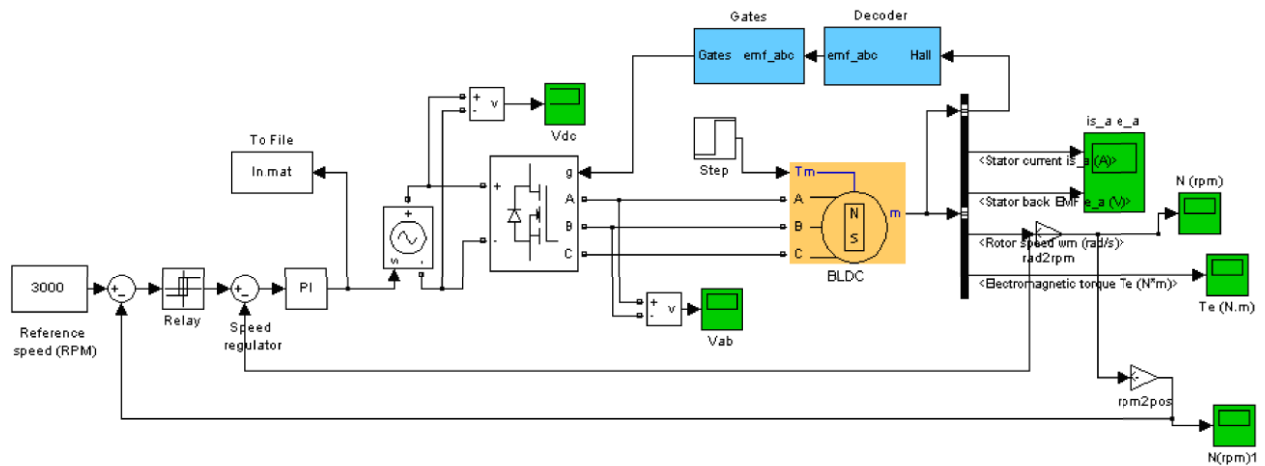 Gates
Decoder
Gates emf_abc
emf_abc Hall
+
-
v
Vdc
To File
In.mat
Step
is_a e_a
<Stator current is_a (A)>
<Stator back EMF e_a (V)>
N (rpm)
<Rotor speed wm (rad/s)>
rad2rpm
<Electromagnetic torque Te (N*m)>
Te (N.m)
+
-
g
A
B
C
Tm
A
B
C
N
S
m
BLDC
+
s
-
3000
Reference
speed (RPM)
+
-
Relay
+
-
Speed
regulator
PI
+
-
v
Vab
rpm2pos
N(rpm)1